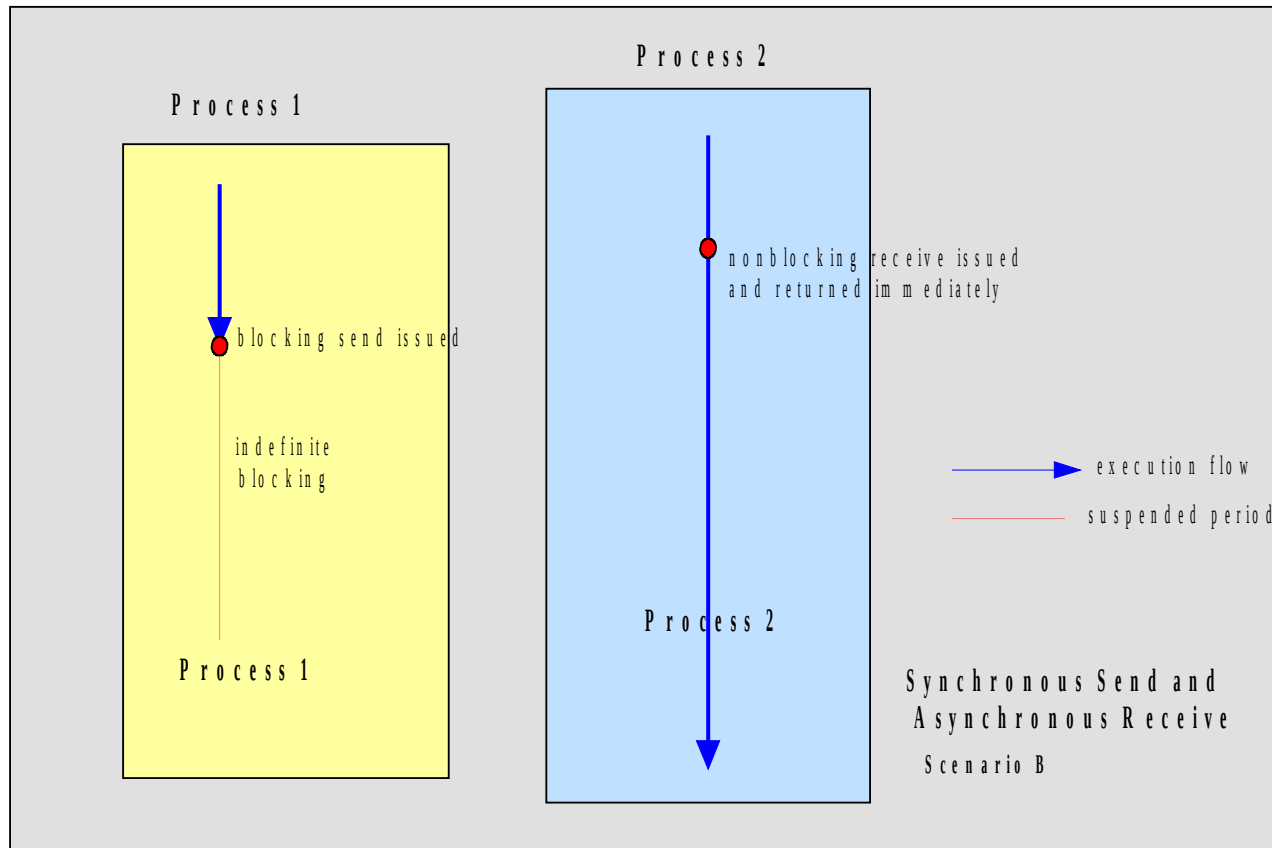 Process 2
Process 1
nonblocking receive issued
and returned immediately
blocking send issued
indefinite
blocking
execution flow
suspended period
Process 2
Process 1
Synchronous Send and
Asynchronous Receive
Scenario B